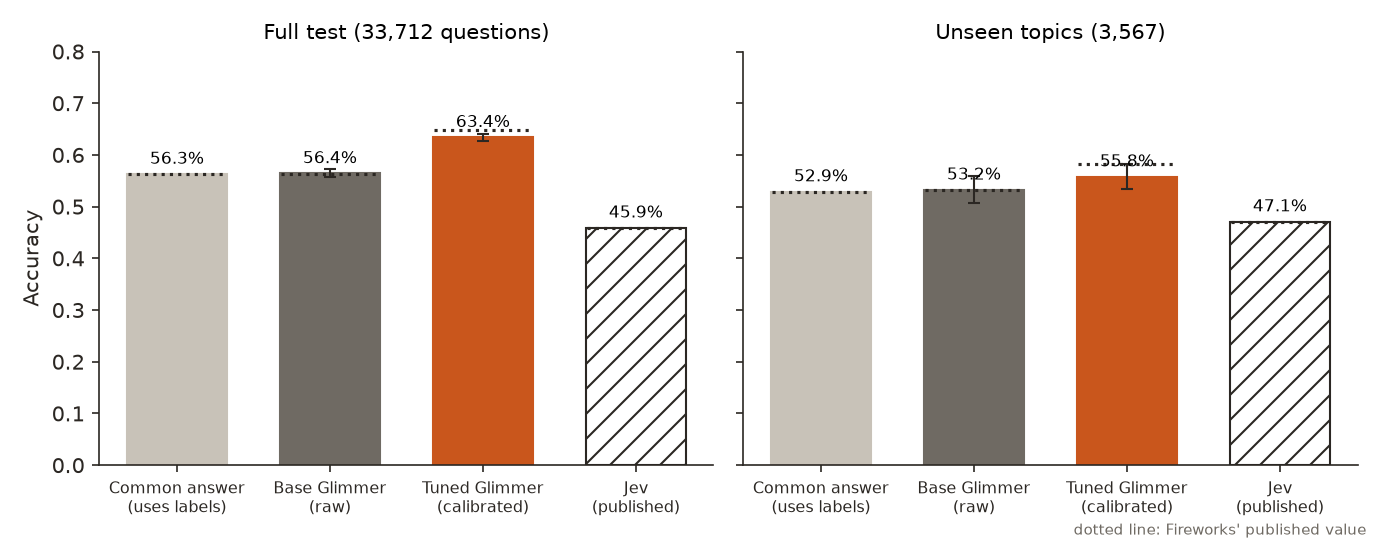 Full test (33,712 questions)
Unseen topics (3,567)
Accuracy
0.8
0.7
0.6
0.5
0.4
0.3
0.2
0.1
0.0
56.3%
56.4%
63.4%
45.9%
52.9%
53.2%
55.8%
47.1%
Common answer
(uses labels)
Base Glimmer
(raw)
Tuned Glimmer
(calibrated)
Jev
(published)
Common answer
(uses labels)
Base Glimmer
(raw)
Tuned Glimmer
(calibrated)
Jev
(published)
dotted line: Fireworks' published value